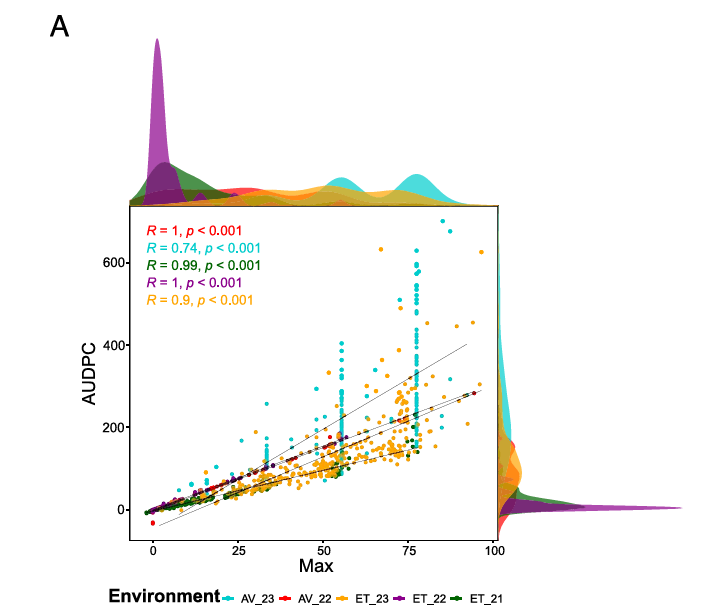 A
R = 1, p < 0.001
R = 0.74, p < 0.001
R = 0.99, p < 0.001
R = 1, p < 0.001
R = 0.9, p < 0.001
600
400
200
0
AUDPC
0 25 50 75 100
Max
Environment AV_23 AV_22 ET_23 ET_22 ET_21